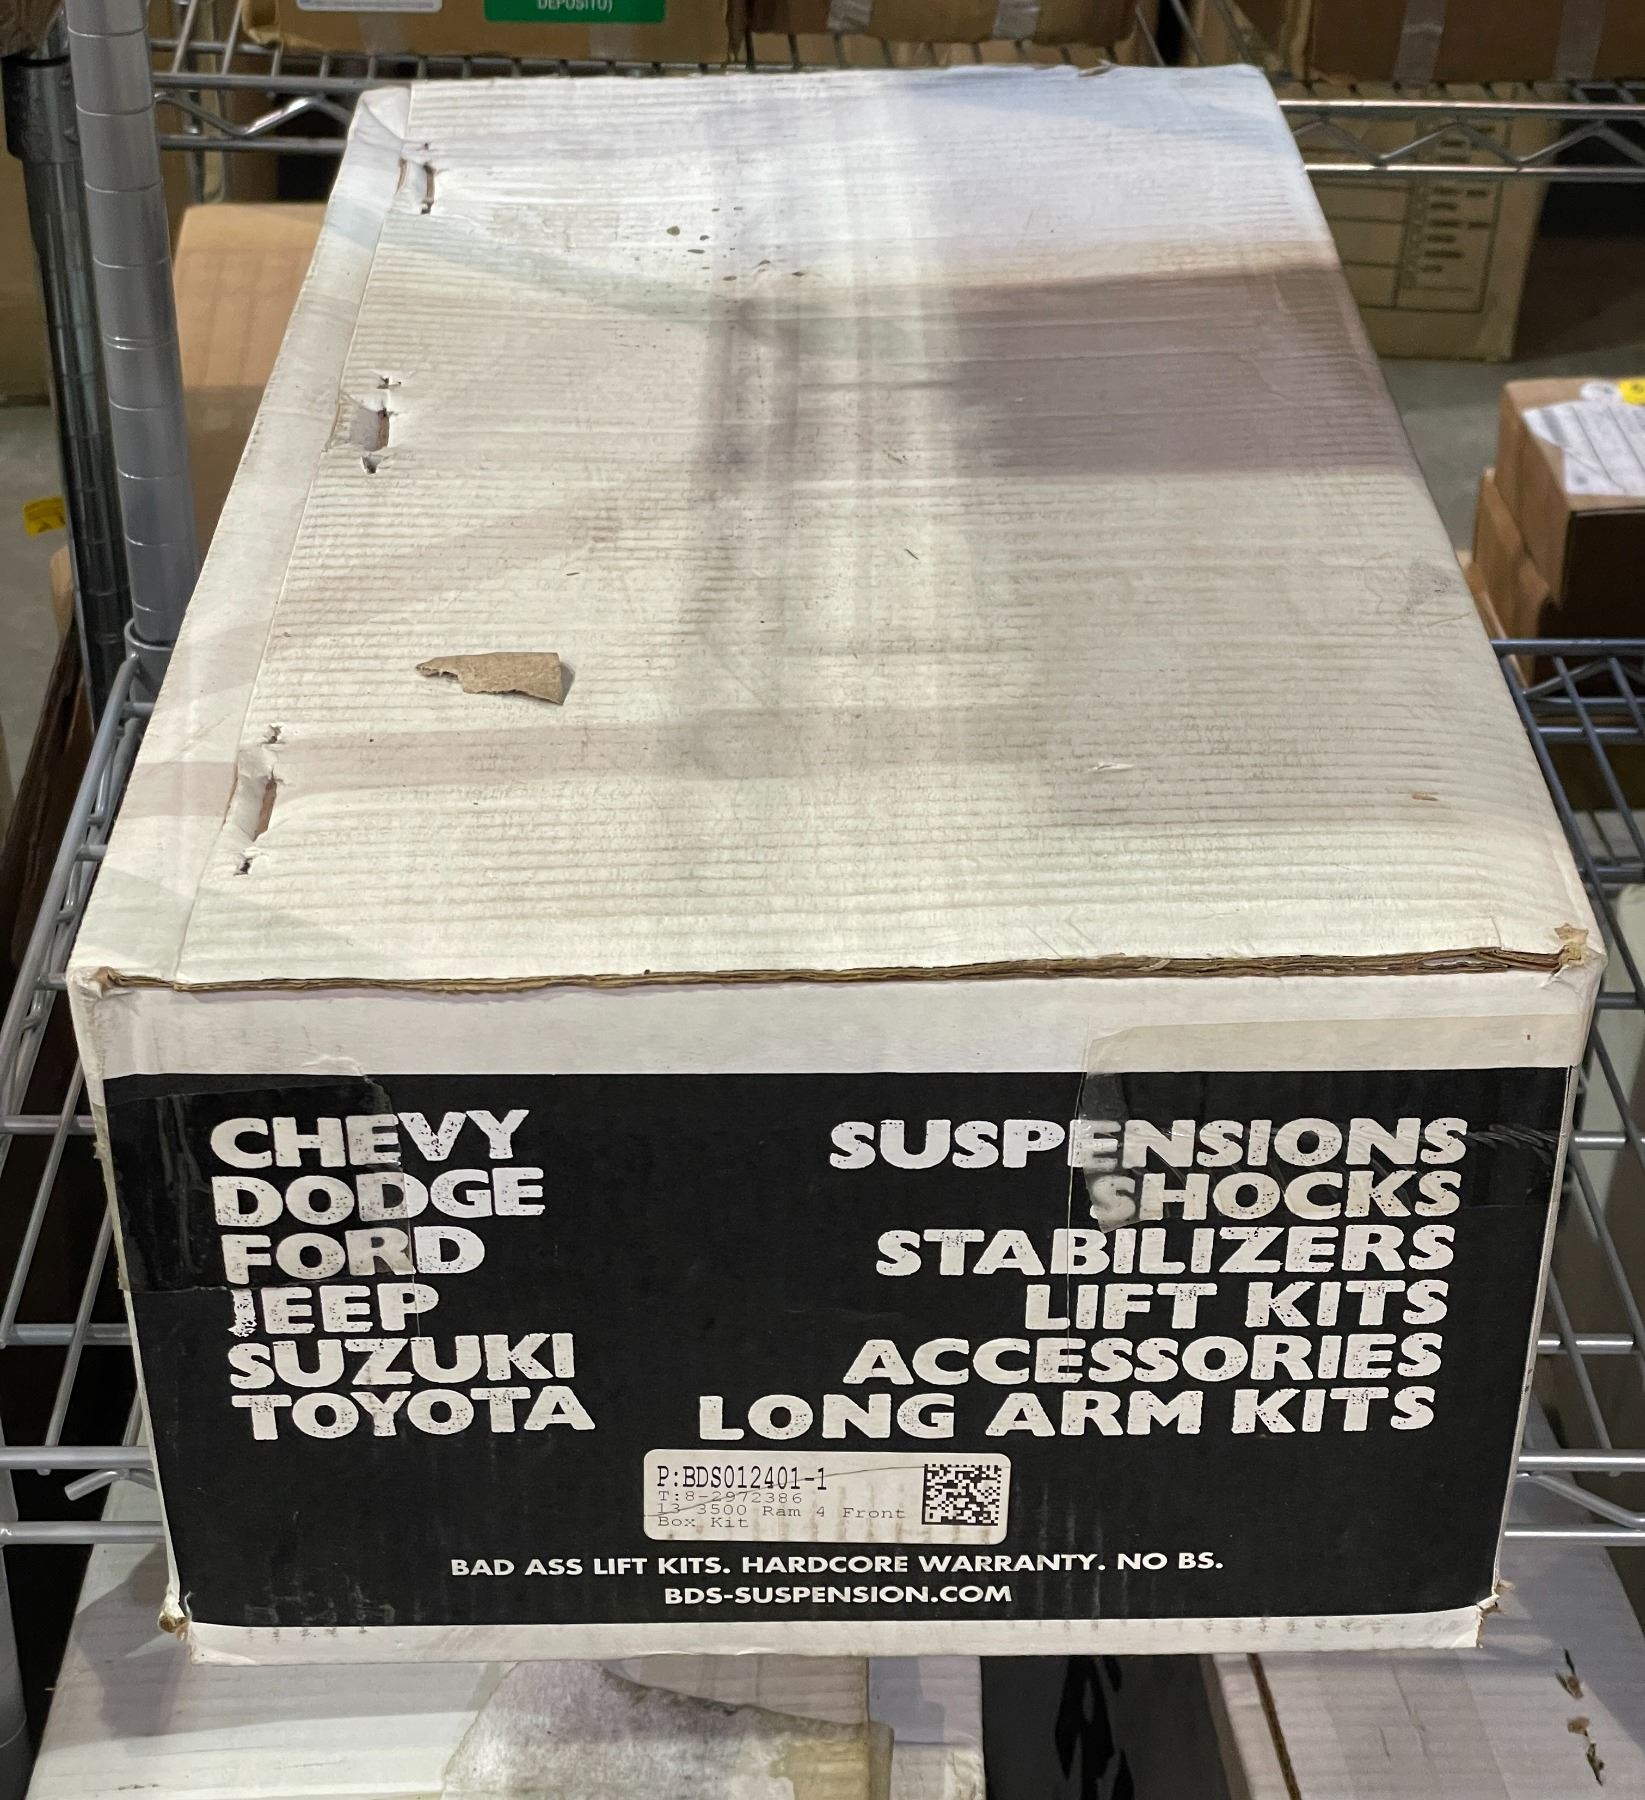 DEPOSITO)
CHEVY
DODGE
FORD
JEEP
SUZUKI
TOYOTA
SUSPENSIONS
SHOCKS
STABILIZERS
LIFT KITS
ACCESSORIES
LONG ARM KITS
P:BDS012401-1
T:8-2972386
13 3500 Ram 4 Front
Box Kit
BAD ASS LIFT KITS. HARDCORE WARRANTY. NO BS.
BDS-SUSPENSION.COM